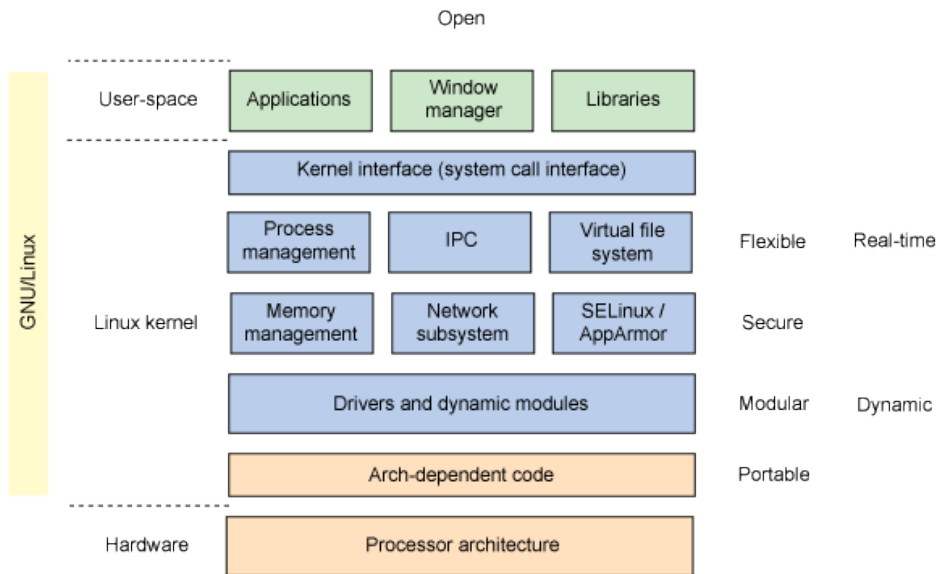 Open
User-space
Applications
Window
manager
Libraries
Kernel interface (system call interface)
GNU/Linux
Linux kernel
Process
management
IPC
Virtual file
system
Flexible
Real-time
Memory
management
Network
subsystem
SELinux /
AppArmor
Secure
Drivers and dynamic modules
Modular
Dynamic
Arch-dependent code
Portable
Hardware
Processor architecture